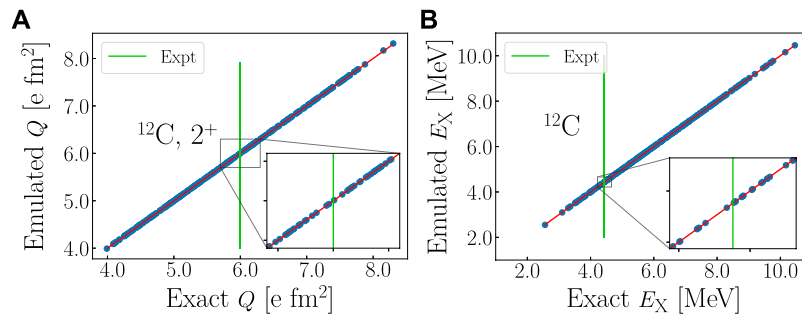 A
Expt
¹²C, 2⁺
Emulated Q [e fm²]
8.0
7.0
6.0
5.0
4.0
4.0 5.0 6.0 7.0 8.0
Exact Q [e fm²]
B
Expt
¹²C
Emulated E_X [MeV]
10.0
8.0
6.0
4.0
2.0
2.0 4.0 6.0 8.0 10.0
Exact E_X [MeV]